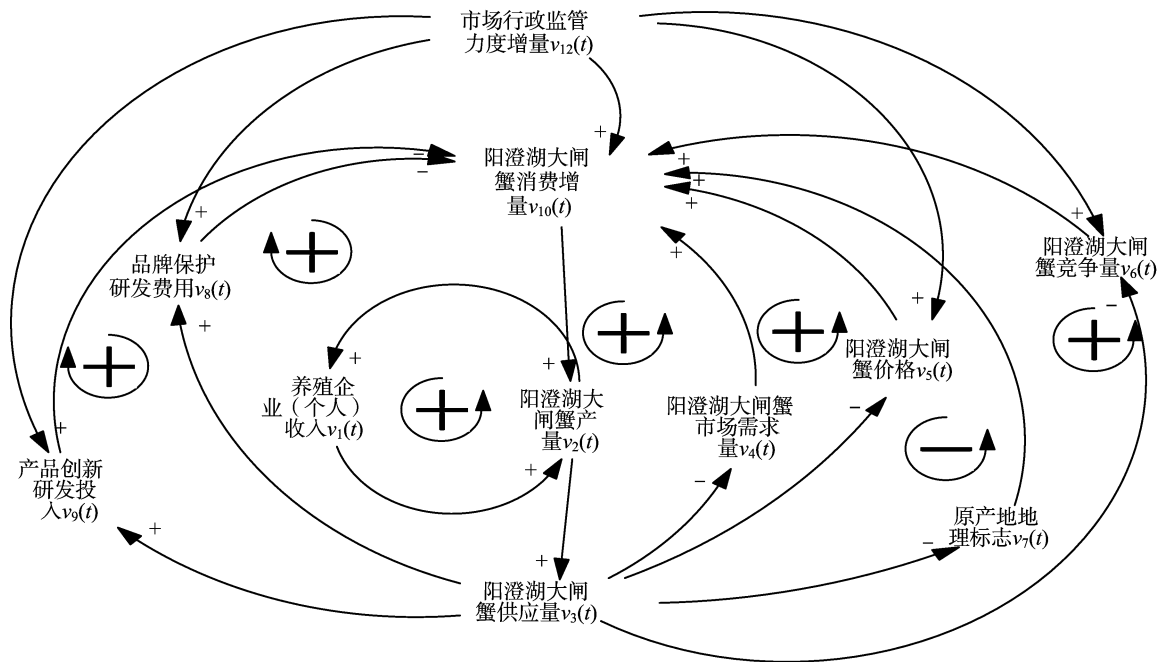 市场行政监管
力度增量v12(t)
+
阳澄湖大闸
蟹消费增
量v10(t)
−
−
+
+
+
+
+
+
阳澄湖大闸
蟹竞争量v6(t)
−
+
品牌保护
研发费用v8(t)
+
+
+
+
+
+
+
+
阳澄湖大闸
蟹价格v5(t)
−
+
养殖企
业（个人）
收入v1(t)
+
+
+
阳澄湖大
闸蟹产
量v2(t)
阳澄湖大闸蟹
市场需求
量v4(t)
−
−
+
产品创新
研发投
入v9(t)
+
原产地地
理标志v7(t)
−
+
阳澄湖大闸
蟹供应量v3(t)